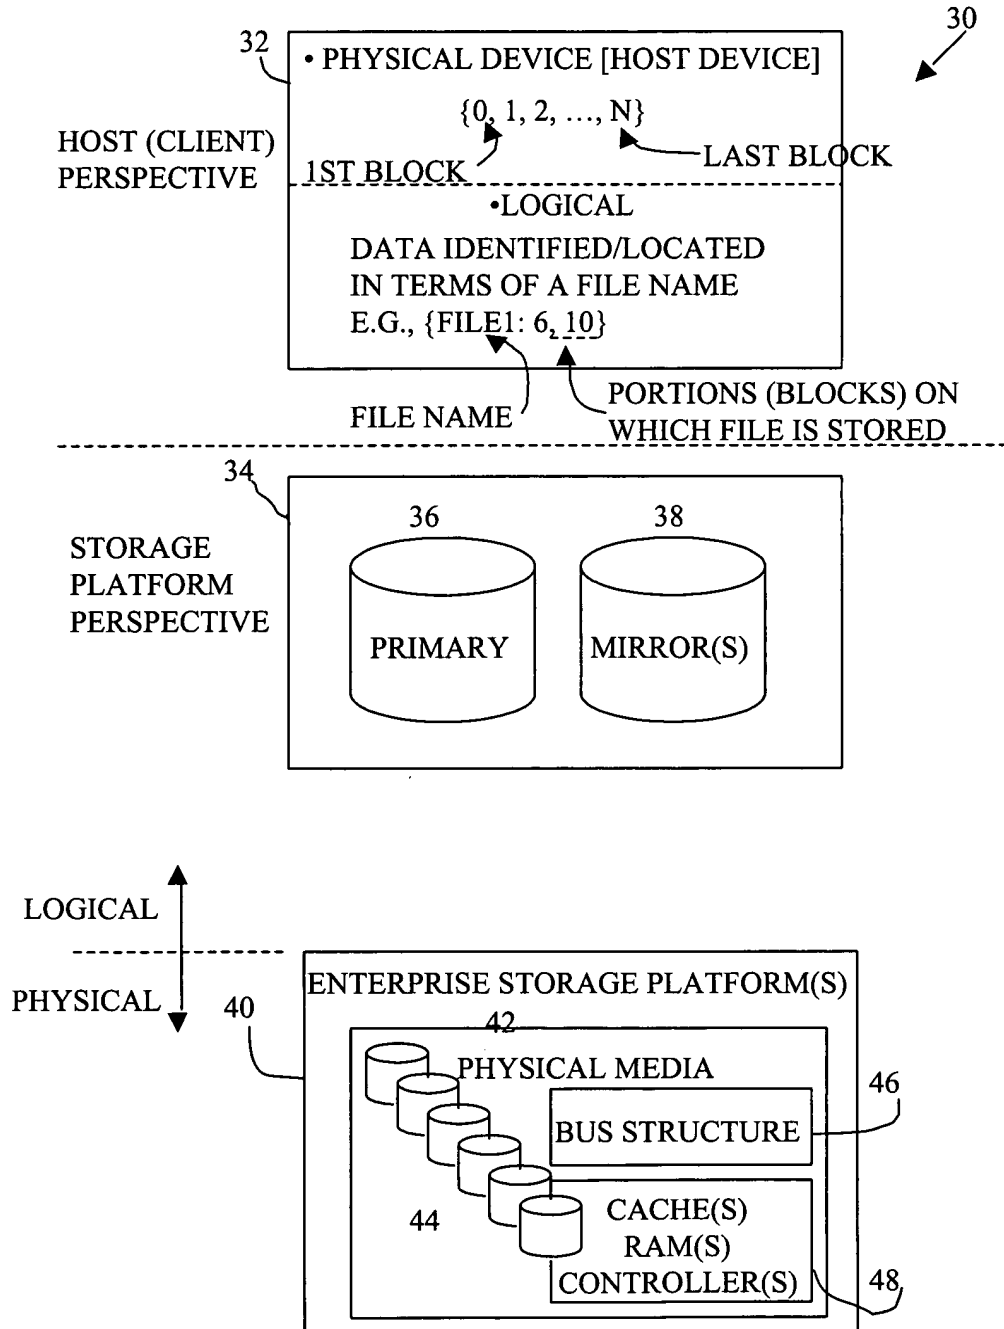 30
32
• PHYSICAL DEVICE [HOST DEVICE]
{0, 1, 2, …, N}
HOST (CLIENT)
PERSPECTIVE
1ST BLOCK
LAST BLOCK
•LOGICAL
DATA IDENTIFIED/LOCATED
IN TERMS OF A FILE NAME
E.G., {FILE1: 6, 10}
FILE NAME
PORTIONS (BLOCKS) ON
WHICH FILE IS STORED
34
36
38
STORAGE
PLATFORM
PERSPECTIVE
PRIMARY
MIRROR(S)
LOGICAL
PHYSICAL
40
ENTERPRISE STORAGE PLATFORM(S)
42
PHYSICAL MEDIA
46
BUS STRUCTURE
44
CACHE(S)
RAM(S)
CONTROLLER(S)
48